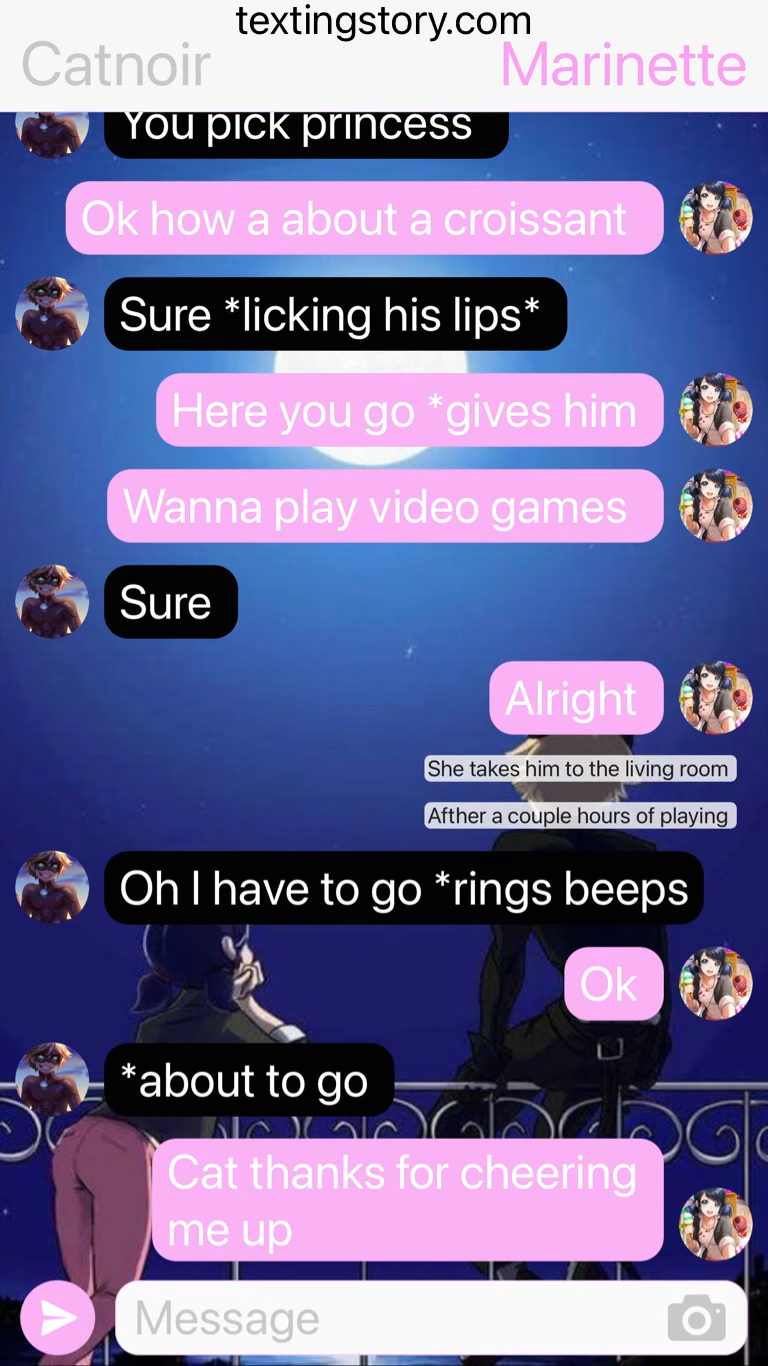 textingstory.com
Catnoir Marinette
You pick princess
Ok how a about a croissant
Sure *licking his lips*
Here you go *gives him
Wanna play video games
Sure
Alright
She takes him to the living room
Afther a couple hours of playing
Oh I have to go *rings beeps
Ok
*about to go
Cat thanks for cheering
me up
Message